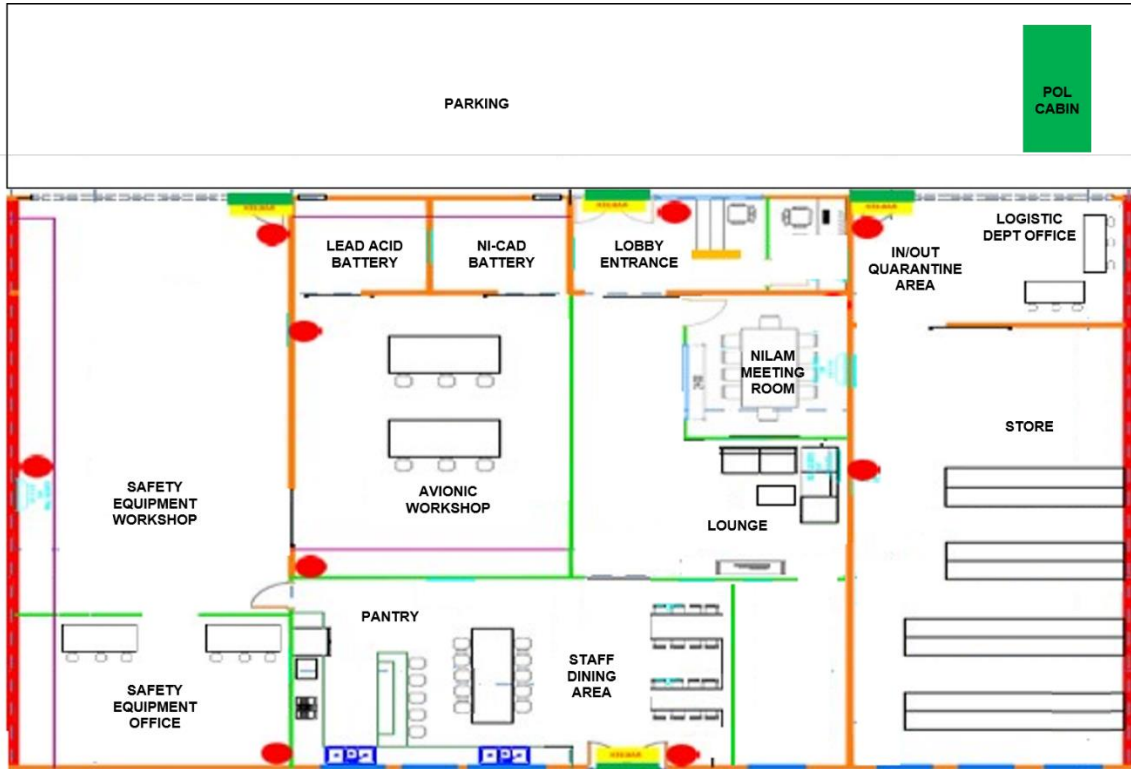 PARKING
POL
CABIN
LEAD ACID
BATTERY
NI-CAD
BATTERY
LOBBY
ENTRANCE
IN/OUT
QUARANTINE
AREA
LOGISTIC
DEPT OFFICE
NILAM
MEETING
ROOM
STORE
SAFETY
EQUIPMENT
WORKSHOP
AVIONIC
WORKSHOP
LOUNGE
PANTRY
STAFF
DINING
AREA
SAFETY
EQUIPMENT
OFFICE